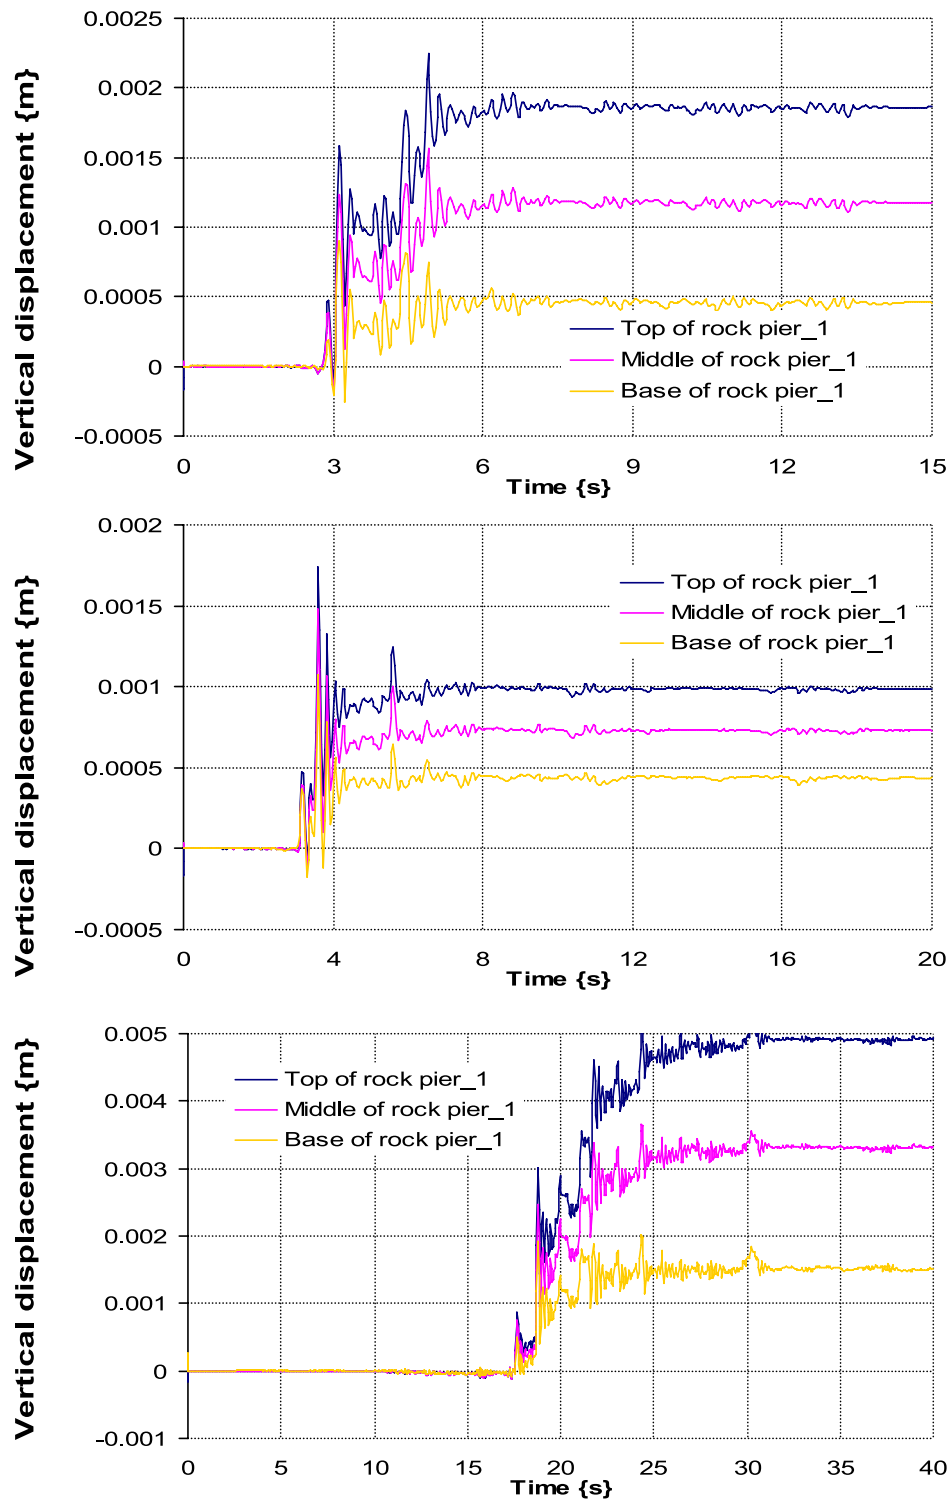 0.0025
0.002
0.0015
0.001
0.0005
0
-0.0005
Vertical displacement {m}
Top of rock pier_1
Middle of rock pier_1
Base of rock pier_1
0 3 6 9 12 15
Time {s}
0.002
0.0015
0.001
0.0005
0
-0.0005
Vertical displacement {m}
Top of rock pier_1
Middle of rock pier_1
Base of rock pier_1
0 4 8 12 16 20
Time {s}
0.005
0.004
0.003
0.002
0.001
0
-0.001
Vertical displacement {m}
Top of rock pier_1
Middle of rock pier_1
Base of rock pier_1
0 5 10 15 20 25 30 35 40
Time {s}